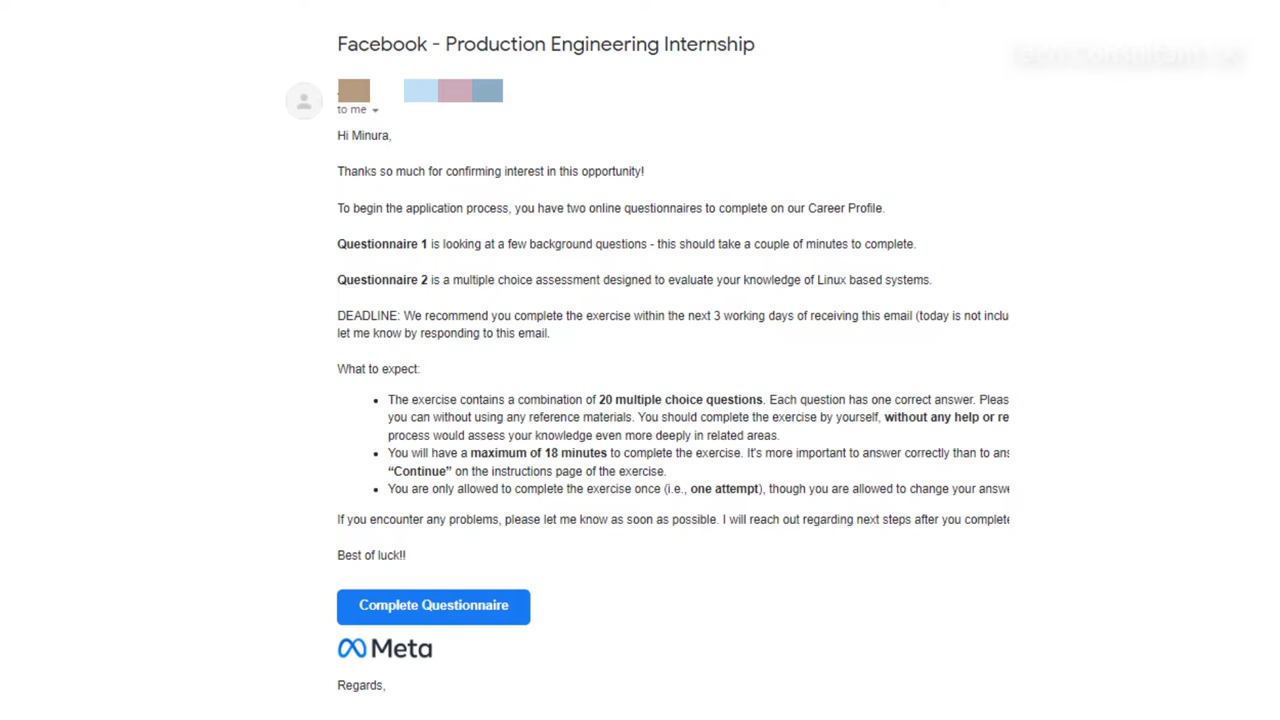 Facebook - Production Engineering Internship
to me
Hi Minura,
Thanks so much for confirming interest in this opportunity!
To begin the application process, you have two online questionnaires to complete on our Career Profile.
Questionnaire 1 is looking at a few background questions - this should take a couple of minutes to complete.
Questionnaire 2 is a multiple choice assessment designed to evaluate your knowledge of Linux based systems.
DEADLINE: We recommend you complete the exercise within the next 3 working days of receiving this email (today is not inclu
let me know by responding to this email.
What to expect:
• The exercise contains a combination of 20 multiple choice questions. Each question has one correct answer. Pleas
you can without using any reference materials. You should complete the exercise by yourself, without any help or re
process would assess your knowledge even more deeply in related areas.
• You will have a maximum of 18 minutes to complete the exercise. It's more important to answer correctly than to ans
“Continue” on the instructions page of the exercise.
• You are only allowed to complete the exercise once (i.e., one attempt), though you are allowed to change your answe
If you encounter any problems, please let me know as soon as possible. I will reach out regarding next steps after you complete
Best of luck!!
Complete Questionnaire
Meta
Regards,